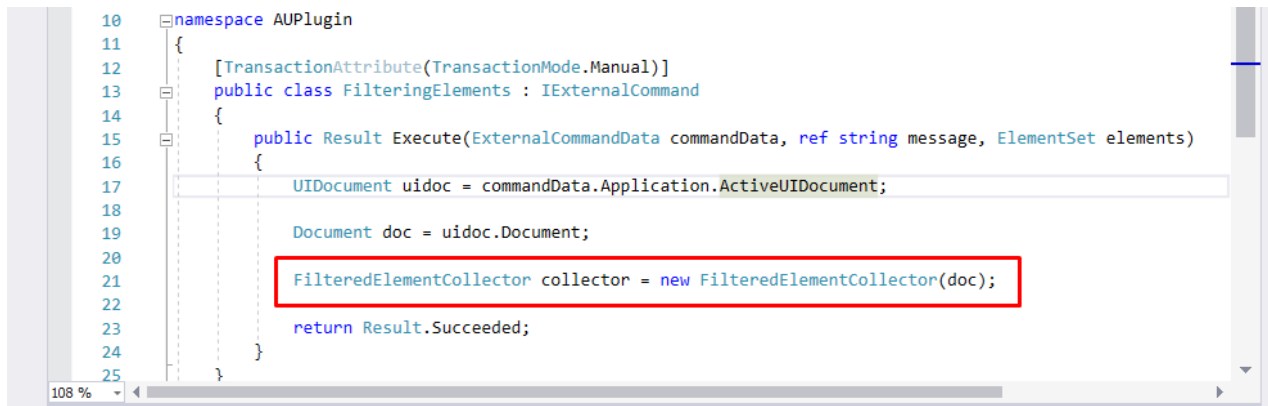 10 namespace AUPlugin
11 {
12 [TransactionAttribute(TransactionMode.Manual)]
13 public class FilteringElements : IExternalCommand
14 {
15 public Result Execute(ExternalCommandData commandData, ref string message, ElementSet elements)
16 {
17 UIDocument uidoc = commandData.Application.ActiveUIDocument;
18
19 Document doc = uidoc.Document;
20
21 FilteredElementCollector collector = new FilteredElementCollector(doc);
22
23 return Result.Succeeded;
24 }
25 }
108 %